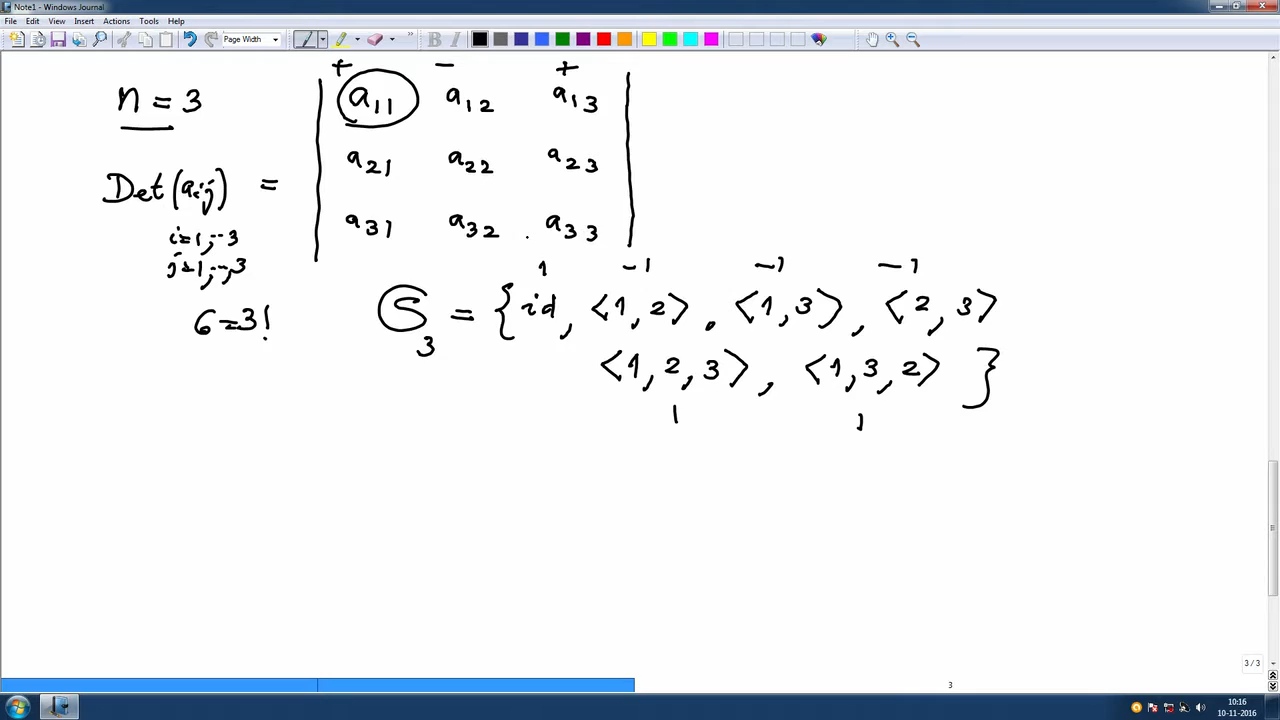 Note1 - Windows Journal
File Edit View Insert Actions Tools Help
Page Width
+ − +
n = 3 a11 a12 a13
a21 a22 a23
Det(aij) =
a31 a32 a33
i=1,--3
j=1,--,3
1 −1 −1 −1
6=3! S3 = {id, <1, 2>, <1, 3>, <2, 3>
<1, 2, 3>, <1, 3, 2> }
1 1
3 / 3
3
10:16
10-11-2016